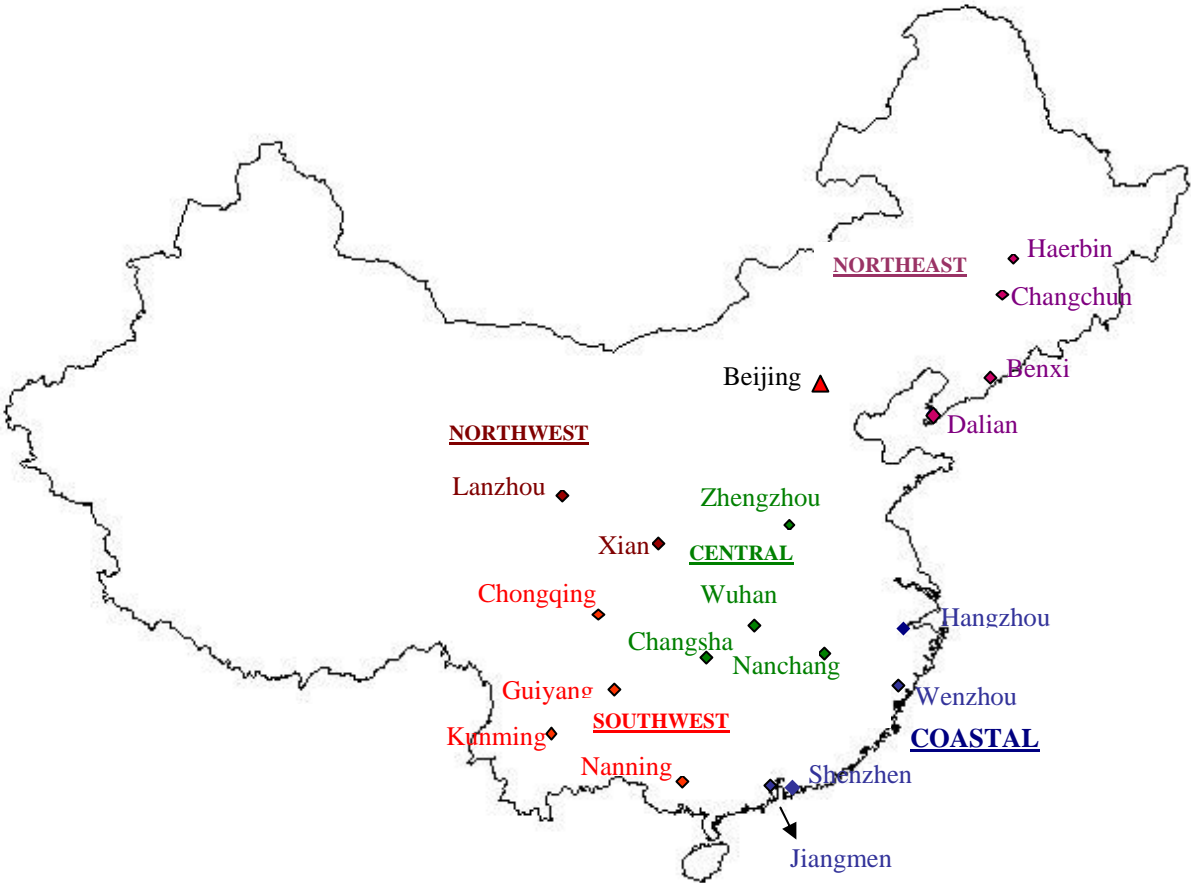 Haerbin
NORTHEAST
Changchun
Benxi
Beijing
Dalian
NORTHWEST
Lanzhou
Zhengzhou
Xian
CENTRAL
Chongqing
Wuhan
Hangzhou
Changsha
Nanchang
Guiyang
Wenzhou
SOUTHWEST
Kunming
COASTAL
Nanning
Shenzhen
Jiangmen